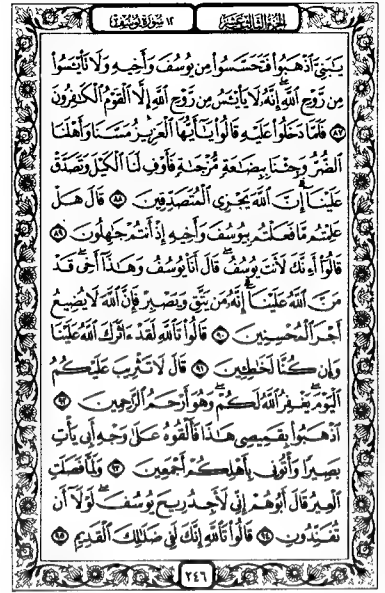 الجزء الثالث عشر
١٢ سورة يوسف
يَٰبَنِىَّ ٱذْهَبُوا۟ فَتَحَسَّسُوا۟ مِن يُوسُفَ وَأَخِيهِ وَلَا تَا۟يْـَٔسُوا۟
مِن رَّوْحِ ٱللَّهِ ۖ إِنَّهُۥ لَا يَا۟يْـَٔسُ مِن رَّوْحِ ٱللَّهِ إِلَّا ٱلْقَوْمُ ٱلْكَٰفِرُونَ
٨٧ فَلَمَّا دَخَلُوا۟ عَلَيْهِ قَالُوا۟ يَٰٓأَيُّهَا ٱلْعَزِيزُ مَسَّنَا وَأَهْلَنَا
ٱلضُّرُّ وَجِئْنَا بِبِضَٰعَةٍ مُّزْجَىٰةٍ فَأَوْفِ لَنَا ٱلْكَيْلَ وَتَصَدَّقْ
عَلَيْنَآ ۖ إِنَّ ٱللَّهَ يَجْزِى ٱلْمُتَصَدِّقِينَ ٨٨ قَالَ هَلْ
عَلِمْتُم مَّا فَعَلْتُم بِيُوسُفَ وَأَخِيهِ إِذْ أَنتُمْ جَٰهِلُونَ ٨٩
قَالُوٓا۟ أَءِنَّكَ لَأَنتَ يُوسُفُ ۖ قَالَ أَنَا۠ يُوسُفُ وَهَٰذَآ أَخِى ۖ قَدْ
مَنَّ ٱللَّهُ عَلَيْنَآ ۖ إِنَّهُۥ مَن يَتَّقِ وَيَصْبِرْ فَإِنَّ ٱللَّهَ لَا يُضِيعُ
أَجْرَ ٱلْمُحْسِنِينَ ٩٠ قَالُوا۟ تَٱللَّهِ لَقَدْ ءَاثَرَكَ ٱللَّهُ عَلَيْنَا
وَإِن كُنَّا لَخَٰطِـِٔينَ ٩١ قَالَ لَا تَثْرِيبَ عَلَيْكُمُ
ٱلْيَوْمَ ۖ يَغْفِرُ ٱللَّهُ لَكُمْ ۖ وَهُوَ أَرْحَمُ ٱلرَّٰحِمِينَ ٩٢
ٱذْهَبُوا۟ بِقَمِيصِى هَٰذَا فَأَلْقُوهُ عَلَىٰ وَجْهِ أَبِى يَأْتِ
بَصِيرًا وَأْتُونِى بِأَهْلِكُمْ أَجْمَعِينَ ٩٣ وَلَمَّا فَصَلَتِ
ٱلْعِيرُ قَالَ أَبُوهُمْ إِنِّى لَأَجِدُ رِيحَ يُوسُفَ ۖ لَوْلَآ أَن
تُفَنِّدُونِ ٩٤ قَالُوا۟ تَٱللَّهِ إِنَّكَ لَفِى ضَلَٰلِكَ ٱلْقَدِيمِ ٩٥
٢٤٦